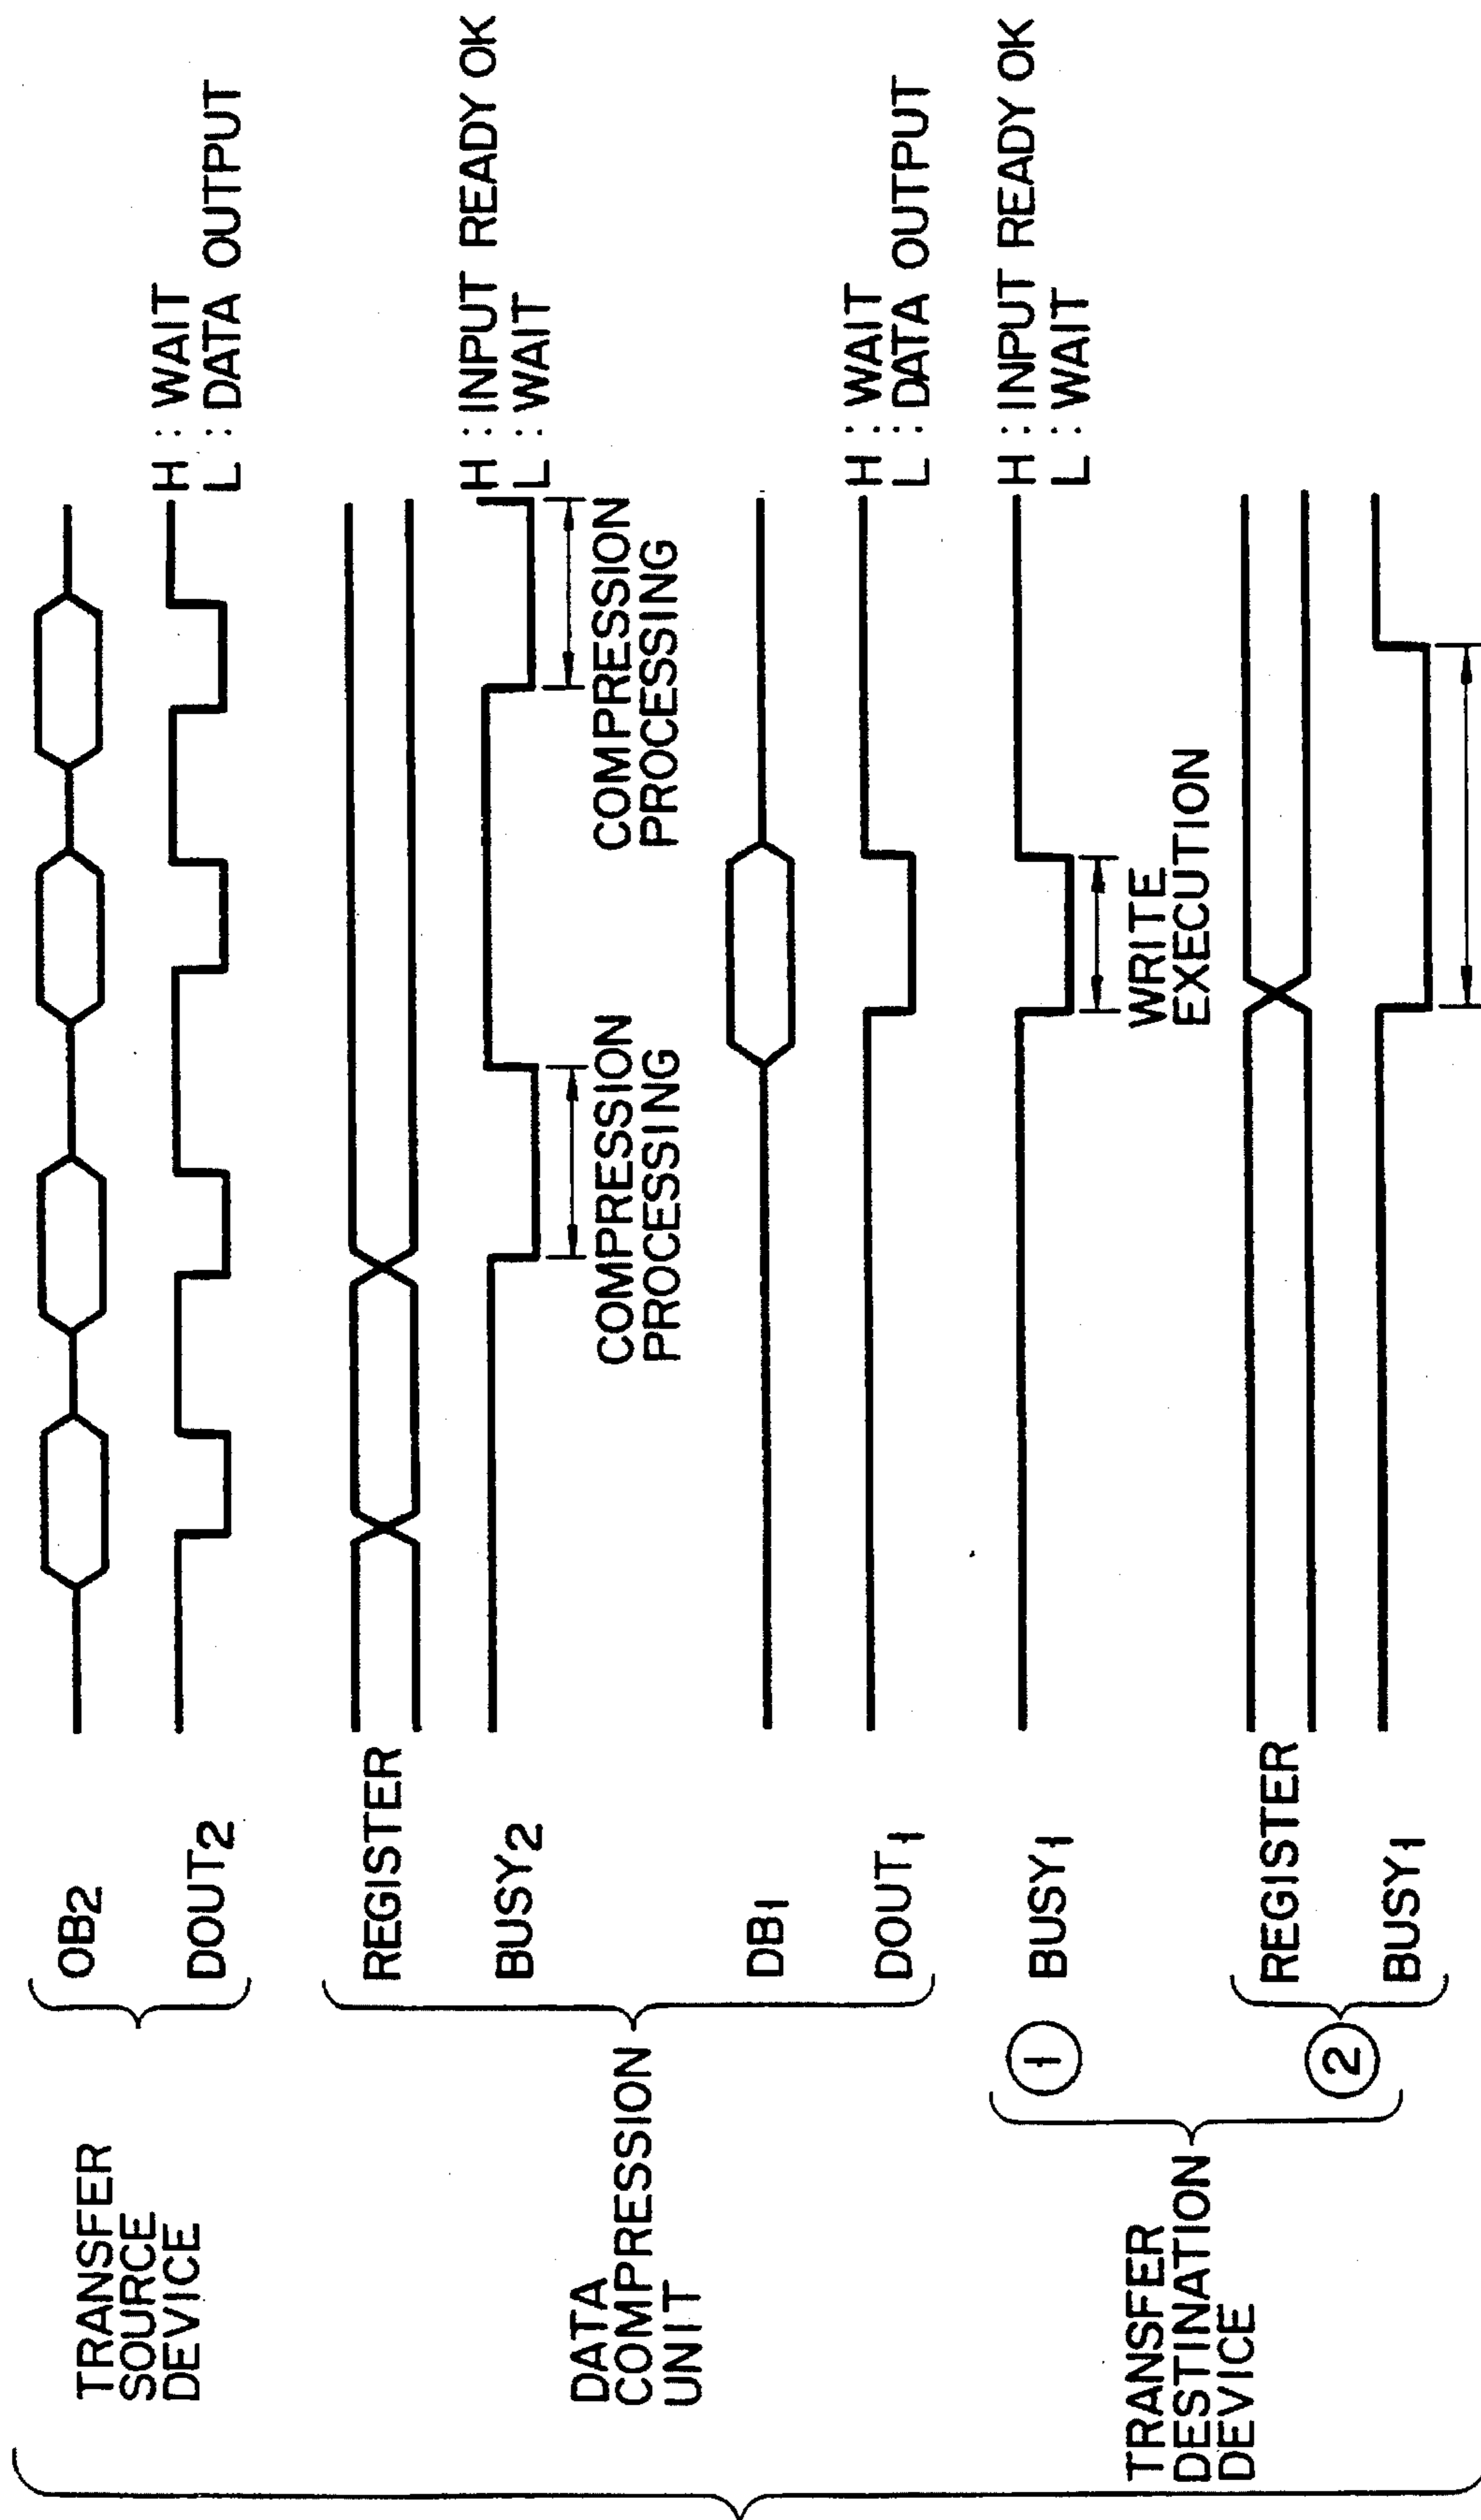 TRANSFER
SOURCE
DEVICE
OB2
DOUT2
H : WAIT
L : DATA OUTPUT
DATA
COMPRESSION
UNIT
REGISTER
BUSY2
H : INPUT READY OK
L : WAIT
COMPRESSION
PROCESSING
COMPRESSION
PROCESSING
DB1
DOUT1
H : WAIT
L : DATA OUTPUT
TRANSFER
DESTINATION
DEVICE
1
BUSY1
H : INPUT READY OK
L : WAIT
WRITE
EXECUTION
2
REGISTER
BUSY1